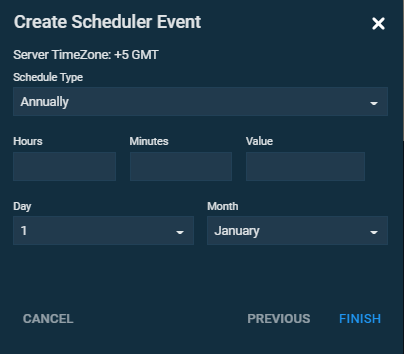 Create Scheduler Event
Server TimeZone: +5 GMT
Schedule Type
Annually
Hours Minutes Value
Day Month
1 January
CANCEL PREVIOUS FINISH